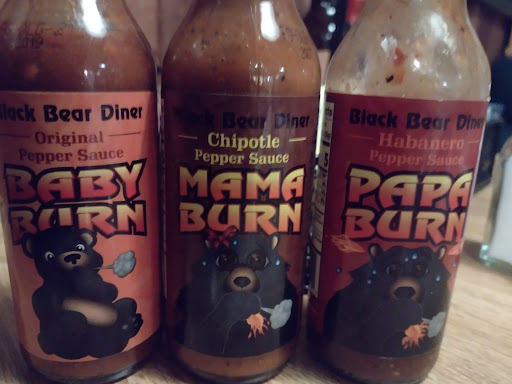 Black Bear Diner
Original
Pepper Sauce
BABY
BURN
Black Bear Diner
Chipotle
Pepper Sauce
MAMA
BURN
Black Bear Diner
Habanero
Pepper Sauce
PAPA
BURN